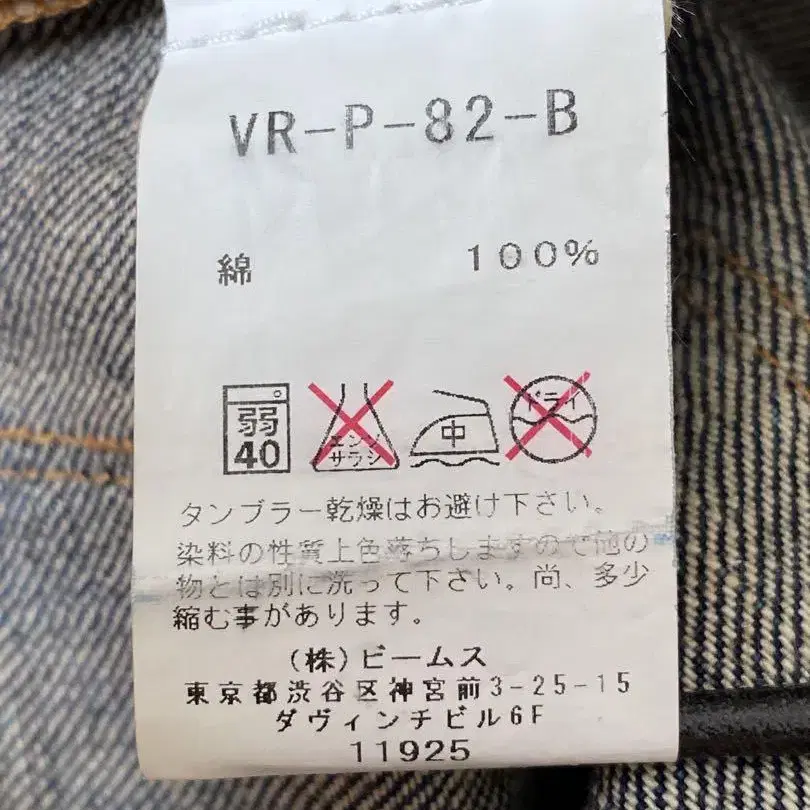 VR-P-82-B
綿 100%
弱 40
エンソ サラシ
中
ドライ
タンブラー乾燥はお避け下さい。
染料の性質上色落ちしますので他の
物とは別に洗って下さい。尚、多少
縮む事があります。
(株)ビームス
東京都渋谷区神宮前3-25-15
ダヴィンチビル6F
11925